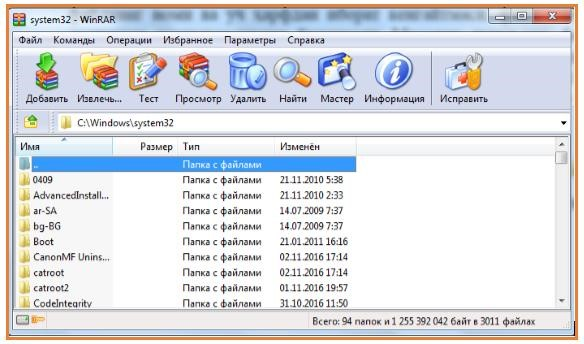 system32 - WinRAR
Файл Команды Операции Избранное Параметры Справка
Добавить Извлечь... Тест Просмотр Удалить Найти Мастер Информация Исправить
C:\Windows\system32
Имя Размер Тип Изменён
.. Папка с файлами
0409 Папка с файлами 21.11.2010 5:38
AdvancedInstall... Папка с файлами 21.11.2010 2:33
ar-SA Папка с файлами 14.07.2009 7:37
bg-BG Папка с файлами 14.07.2009 7:37
Boot Папка с файлами 21.01.2011 16:16
CanonMF Unins... Папка с файлами 02.11.2016 17:14
catroot Папка с файлами 02.11.2016 17:14
catroot2 Папка с файлами 01.11.2016 19:57
CodeIntegrity Папка с файлами 31.10.2016 11:50
Всего: 94 папок и 1 255 392 042 байт в 3011 файлах